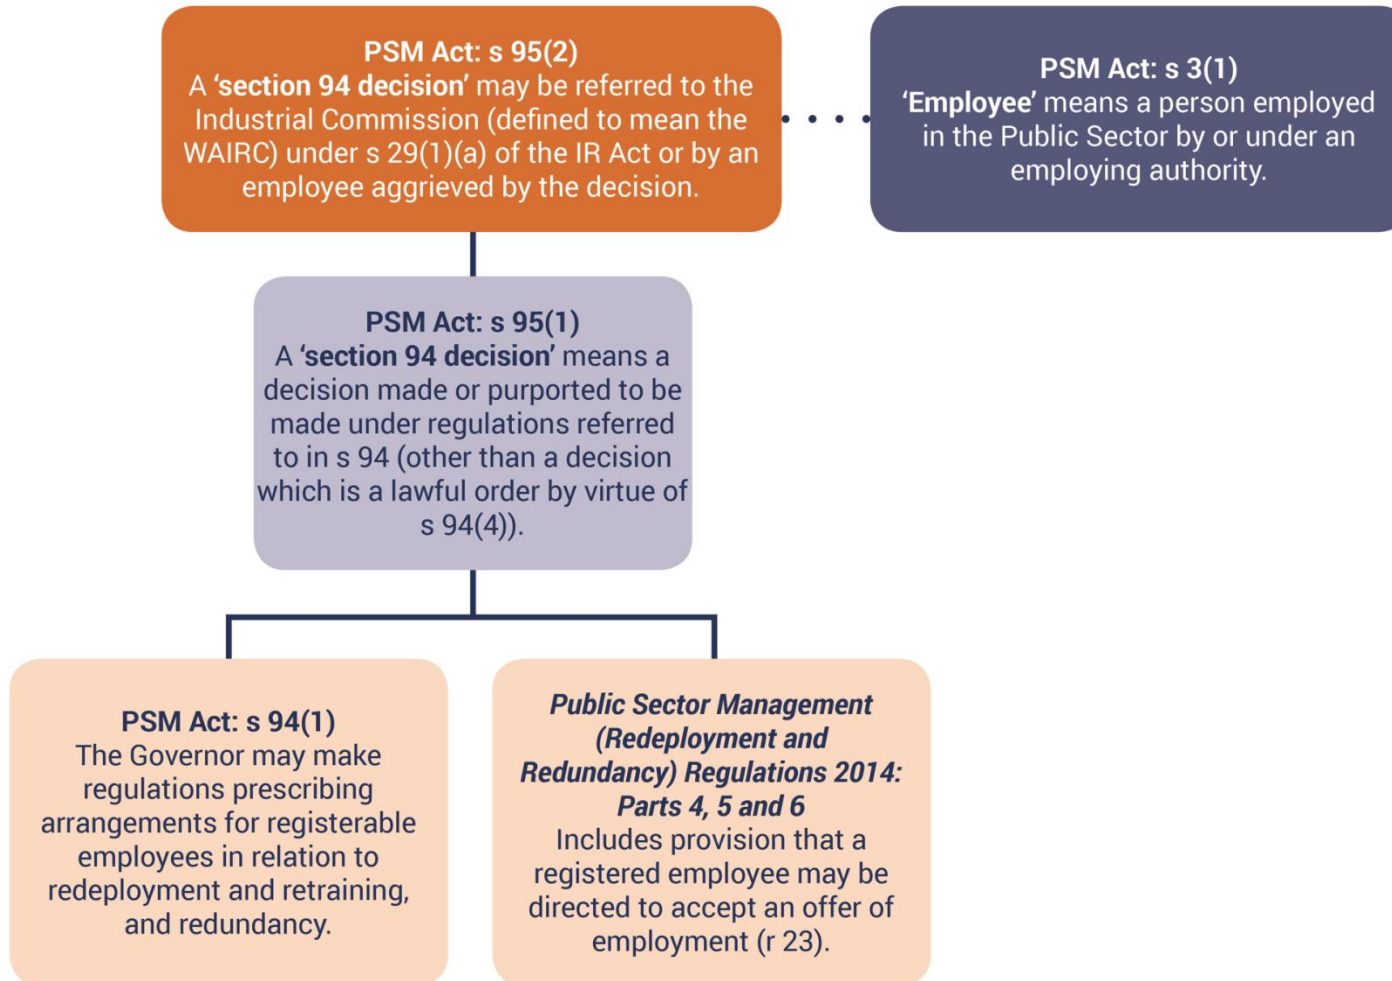 PSM Act: s 95(2)
A ‘section 94 decision’ may be referred to the
Industrial Commission (defined to mean the
WAIRC) under s 29(1)(a) of the IR Act or by an
employee aggrieved by the decision.
PSM Act: s 3(1)
‘Employee’ means a person employed
in the Public Sector by or under an
employing authority.
PSM Act: s 95(1)
A ‘section 94 decision’ means a
decision made or purported to be
made under regulations referred
to in s 94 (other than a decision
which is a lawful order by virtue of
s 94(4)).
PSM Act: s 94(1)
The Governor may make
regulations prescribing
arrangements for registerable
employees in relation to
redeployment and retraining,
and redundancy.
Public Sector Management
(Redeployment and
Redundancy) Regulations 2014:
Parts 4, 5 and 6
Includes provision that a
registered employee may be
directed to accept an offer of
employment (r 23).